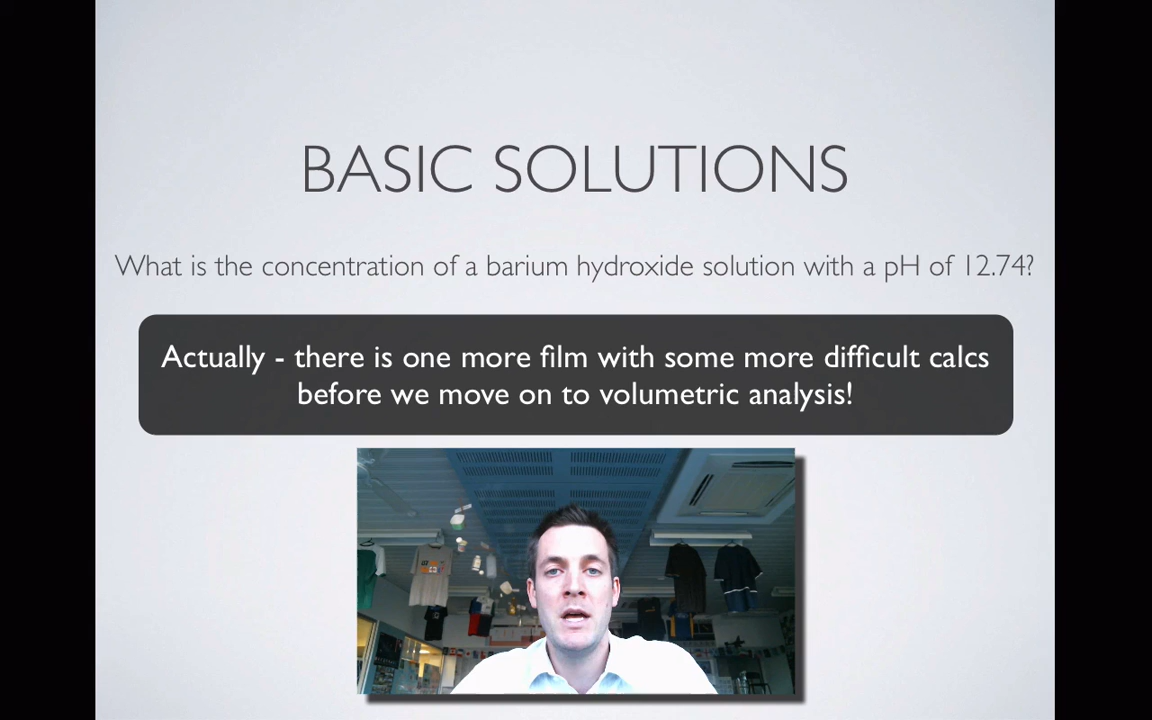 BASIC SOLUTIONS
What is the concentration of a barium hydroxide solution with a pH of 12.74?
Actually - there is one more film with some more difficult calcs
before we move on to volumetric analysis!